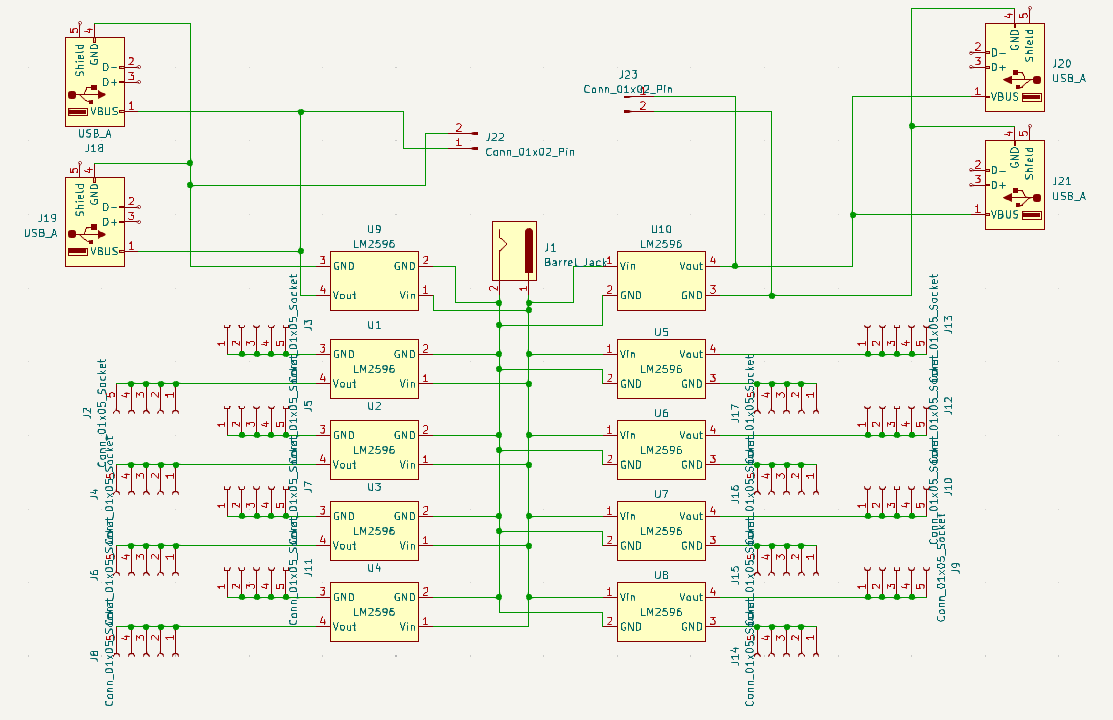 5
4
Shield
GND
D-
2
D+
3
VBUS
1
USB_A
J18
5
4
Shield
GND
J19
USB_A
D-
2
D+
3
VBUS
1
2
1
J22
Conn_01x02_Pin
J23
Conn_01x02_Pin
1
2
4
5
GND
Shield
2
D-
3
D+
1
VBUS
J20
USB_A
4
5
GND
Shield
2
D-
3
D+
1
VBUS
J21
USB_A
U9
LM2596
3
GND
GND
2
4
Vout
Vin
1
J1
Barrel_Jack
2
1
U10
LM2596
1
Vin
Vout
4
2
GND
GND
3
J3
Conn_01x05_Socket
1
2
3
4
5
U1
3
GND
GND
2
LM2596
4
Vout
Vin
1
U5
1
Vin
Vout
4
LM2596
2
GND
GND
3
J13
Conn_01x05_Socket
1
2
3
4
5
J2
Conn_01x05_Socket
5
4
3
2
1
J17
Conn_01x05_Socket
5
4
3
2
1
J5
Conn_01x05_Socket
1
2
3
4
5
U2
3
GND
GND
2
LM2596
4
Vout
Vin
1
U6
1
Vin
Vout
4
LM2596
2
GND
GND
3
J12
Conn_01x05_Socket
1
2
3
4
5
J4
Conn_01x05_Socket
5
4
3
2
1
J16
Conn_01x05_Socket
5
4
3
2
1
J7
Conn_01x05_Socket
1
2
3
4
5
U3
3
GND
GND
2
LM2596
4
Vout
Vin
1
U7
1
Vin
Vout
4
LM2596
2
GND
GND
3
J10
Conn_01x05_Socket
1
2
3
4
5
J6
Conn_01x05_Socket
5
4
3
2
1
J15
Conn_01x05_Socket
5
4
3
2
1
J11
Conn_01x05_Socket
1
2
3
4
5
U4
3
GND
GND
2
LM2596
4
Vout
Vin
1
U8
1
Vin
Vout
4
LM2596
2
GND
GND
3
J9
Conn_01x05_Socket
1
2
3
4
5
J8
Conn_01x05_Socket
5
4
3
2
1
J14
Conn_01x05_Socket
5
4
3
2
1